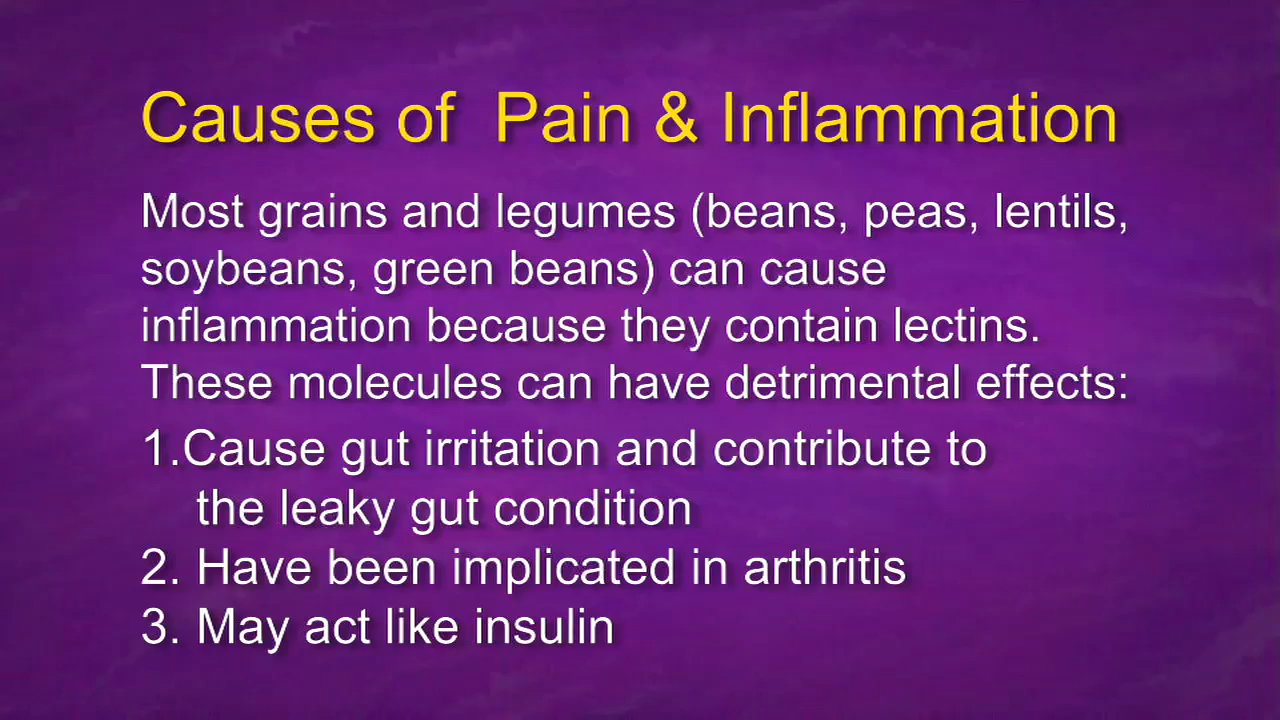 Causes of  Pain & Inflammation
Most grains and legumes (beans, peas, lentils,
soybeans, green beans) can cause
inflammation because they contain lectins.
These molecules can have detrimental effects:
1.Cause gut irritation and contribute to
the leaky gut condition
2. Have been implicated in arthritis
3. May act like insulin